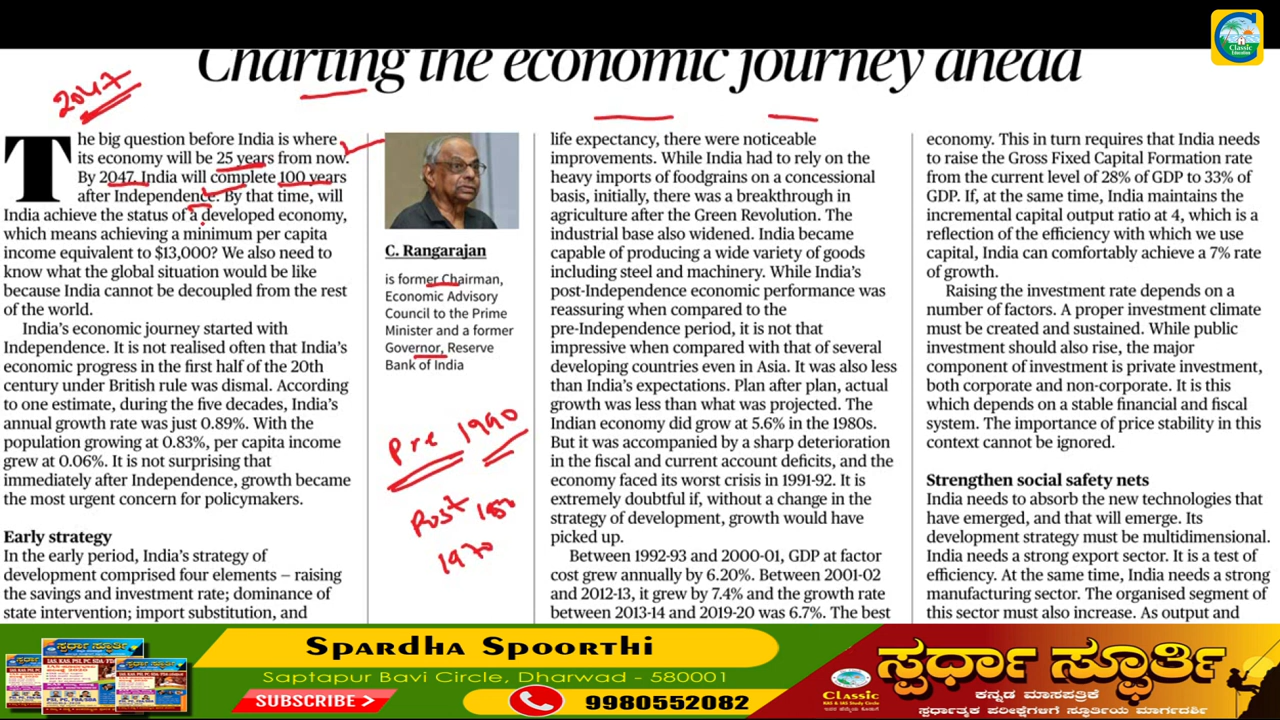 Classic
Education
Charting the economic journey ahead
2047
The big question before India is where
its economy will be 25 years from now.
By 2047, India will complete 100 years
after Independence. By that time, will
India achieve the status of a developed economy,
which means achieving a minimum per capita
income equivalent to $13,000? We also need to
know what the global situation would be like
because India cannot be decoupled from the rest
of the world.
India’s economic journey started with
Independence. It is not realised often that India’s
economic progress in the first half of the 20th
century under British rule was dismal. According
to one estimate, during the five decades, India’s
annual growth rate was just 0.89%. With the
population growing at 0.83%, per capita income
grew at 0.06%. It is not surprising that
immediately after Independence, growth became
the most urgent concern for policymakers.
Early strategy
In the early period, India’s strategy of
development comprised four elements — raising
the savings and investment rate; dominance of
state intervention; import substitution, and
C. Rangarajan
is former Chairman,
Economic Advisory
Council to the Prime
Minister and a former
Governor, Reserve
Bank of India
Pre 1990
Post
1970
life expectancy, there were noticeable
improvements. While India had to rely on the
heavy imports of foodgrains on a concessional
basis, initially, there was a breakthrough in
agriculture after the Green Revolution. The
industrial base also widened. India became
capable of producing a wide variety of goods
including steel and machinery. While India’s
post-Independence economic performance was
reassuring when compared to the
pre-Independence period, it is not that
impressive when compared with that of several
developing countries even in Asia. It was also less
than India’s expectations. Plan after plan, actual
growth was less than what was projected. The
Indian economy did grow at 5.6% in the 1980s.
But it was accompanied by a sharp deterioration
in the fiscal and current account deficits, and the
economy faced its worst crisis in 1991-92. It is
extremely doubtful if, without a change in the
strategy of development, growth would have
picked up.
Between 1992-93 and 2000-01, GDP at factor
cost grew annually by 6.20%. Between 2001-02
and 2012-13, it grew by 7.4% and the growth rate
between 2013-14 and 2019-20 was 6.7%. The best
economy. This in turn requires that India needs
to raise the Gross Fixed Capital Formation rate
from the current level of 28% of GDP to 33% of
GDP. If, at the same time, India maintains the
incremental capital output ratio at 4, which is a
reflection of the efficiency with which we use
capital, India can comfortably achieve a 7% rate
of growth.
Raising the investment rate depends on a
number of factors. A proper investment climate
must be created and sustained. While public
investment should also rise, the major
component of investment is private investment,
both corporate and non-corporate. It is this
which depends on a stable financial and fiscal
system. The importance of price stability in this
context cannot be ignored.
Strengthen social safety nets
India needs to absorb the new technologies that
have emerged, and that will emerge. Its
development strategy must be multidimensional.
India needs a strong export sector. It is a test of
efficiency. At the same time, India needs a strong
manufacturing sector. The organised segment of
this sector must also increase. As output and
Spardha Spoorthi
Saptapur Bavi Circle, Dharwad - 580001
SUBSCRIBE
9980552082
ಸ್ಪರ್ಧಾ ಸ್ಫೂರ್ತಿ
Classic
KAS & IAS Study Circle
ಕನ್ನಡ ಮಾಸಪತ್ರಿಕೆ
ಸ್ಪರ್ಧಾತ್ಮಕ ಪರೀಕ್ಷೆಗಳಿಗೆ ಸ್ಫೂರ್ತಿಯ ಮಾರ್ಗದರ್ಶಿ